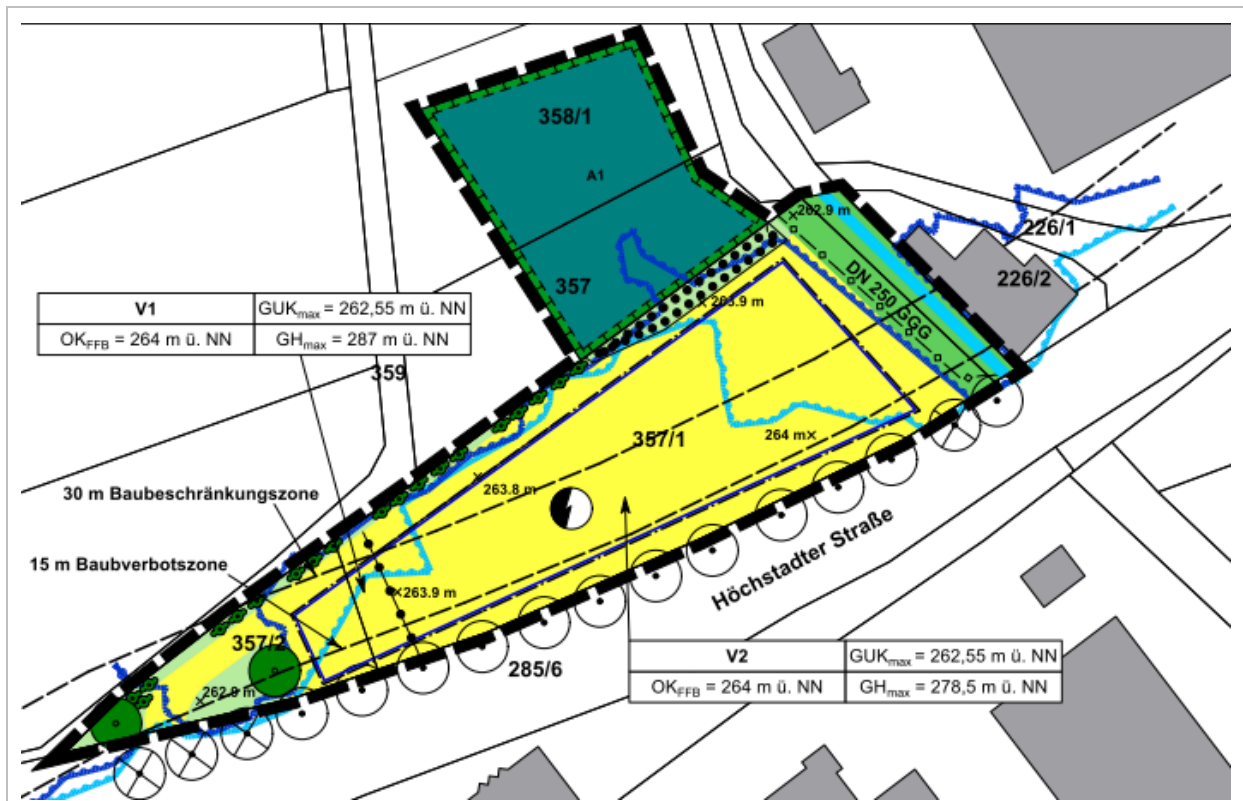 358/1
A1
262.9 m
226/1
226/2
DN 250 GGG
357
263.9 m
V1 GUKmax = 262,55 m ü. NN
OKFFB = 264 m ü. NN GHmax = 287 m ü. NN
359
357/1
264 m
263.8 m
30 m Baubeschränkungszone
15 m Baubverbotszone
263.9 m
Höchstadter Straße
357/2
285/6
262.9 m
V2 GUKmax = 262,55 m ü. NN
OKFFB = 264 m ü. NN GHmax = 278,5 m ü. NN